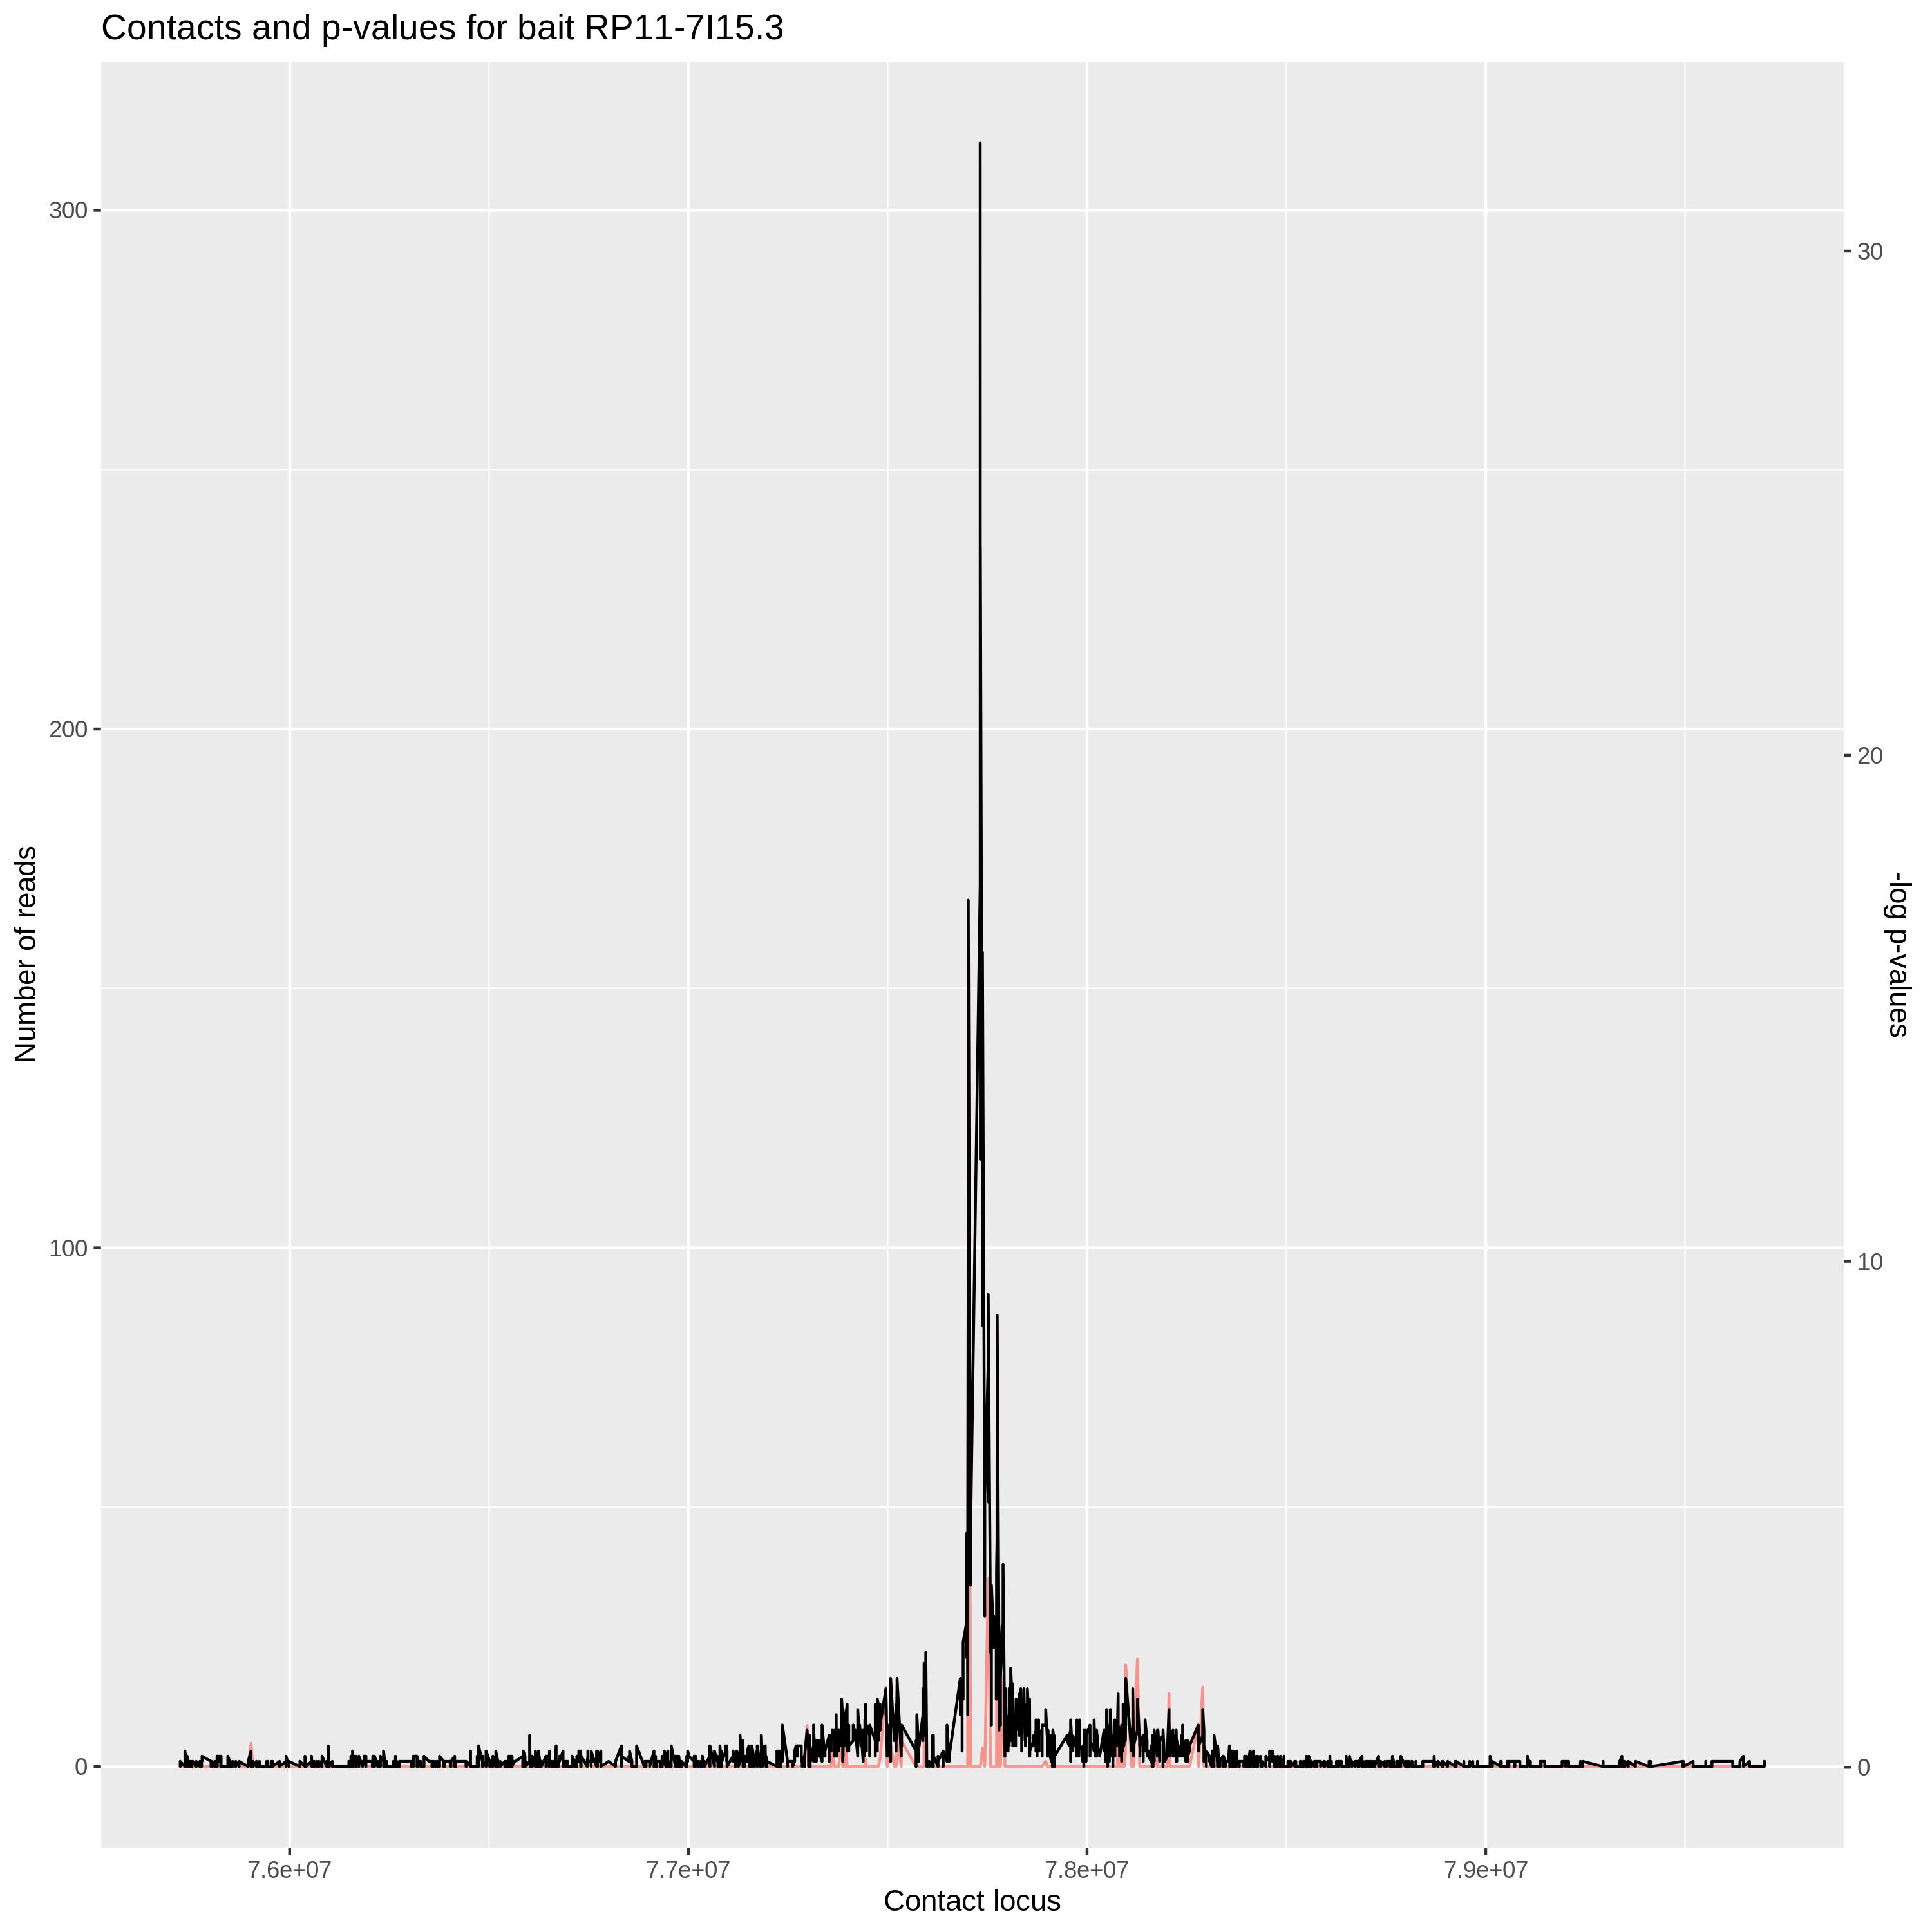 Contacts and p-values for bait RP11-7I15.3
300
200
100
0
30
20
10
0
Number of reads
-log p-values
7.6e+07
7.7e+07
7.8e+07
7.9e+07
Contact locus